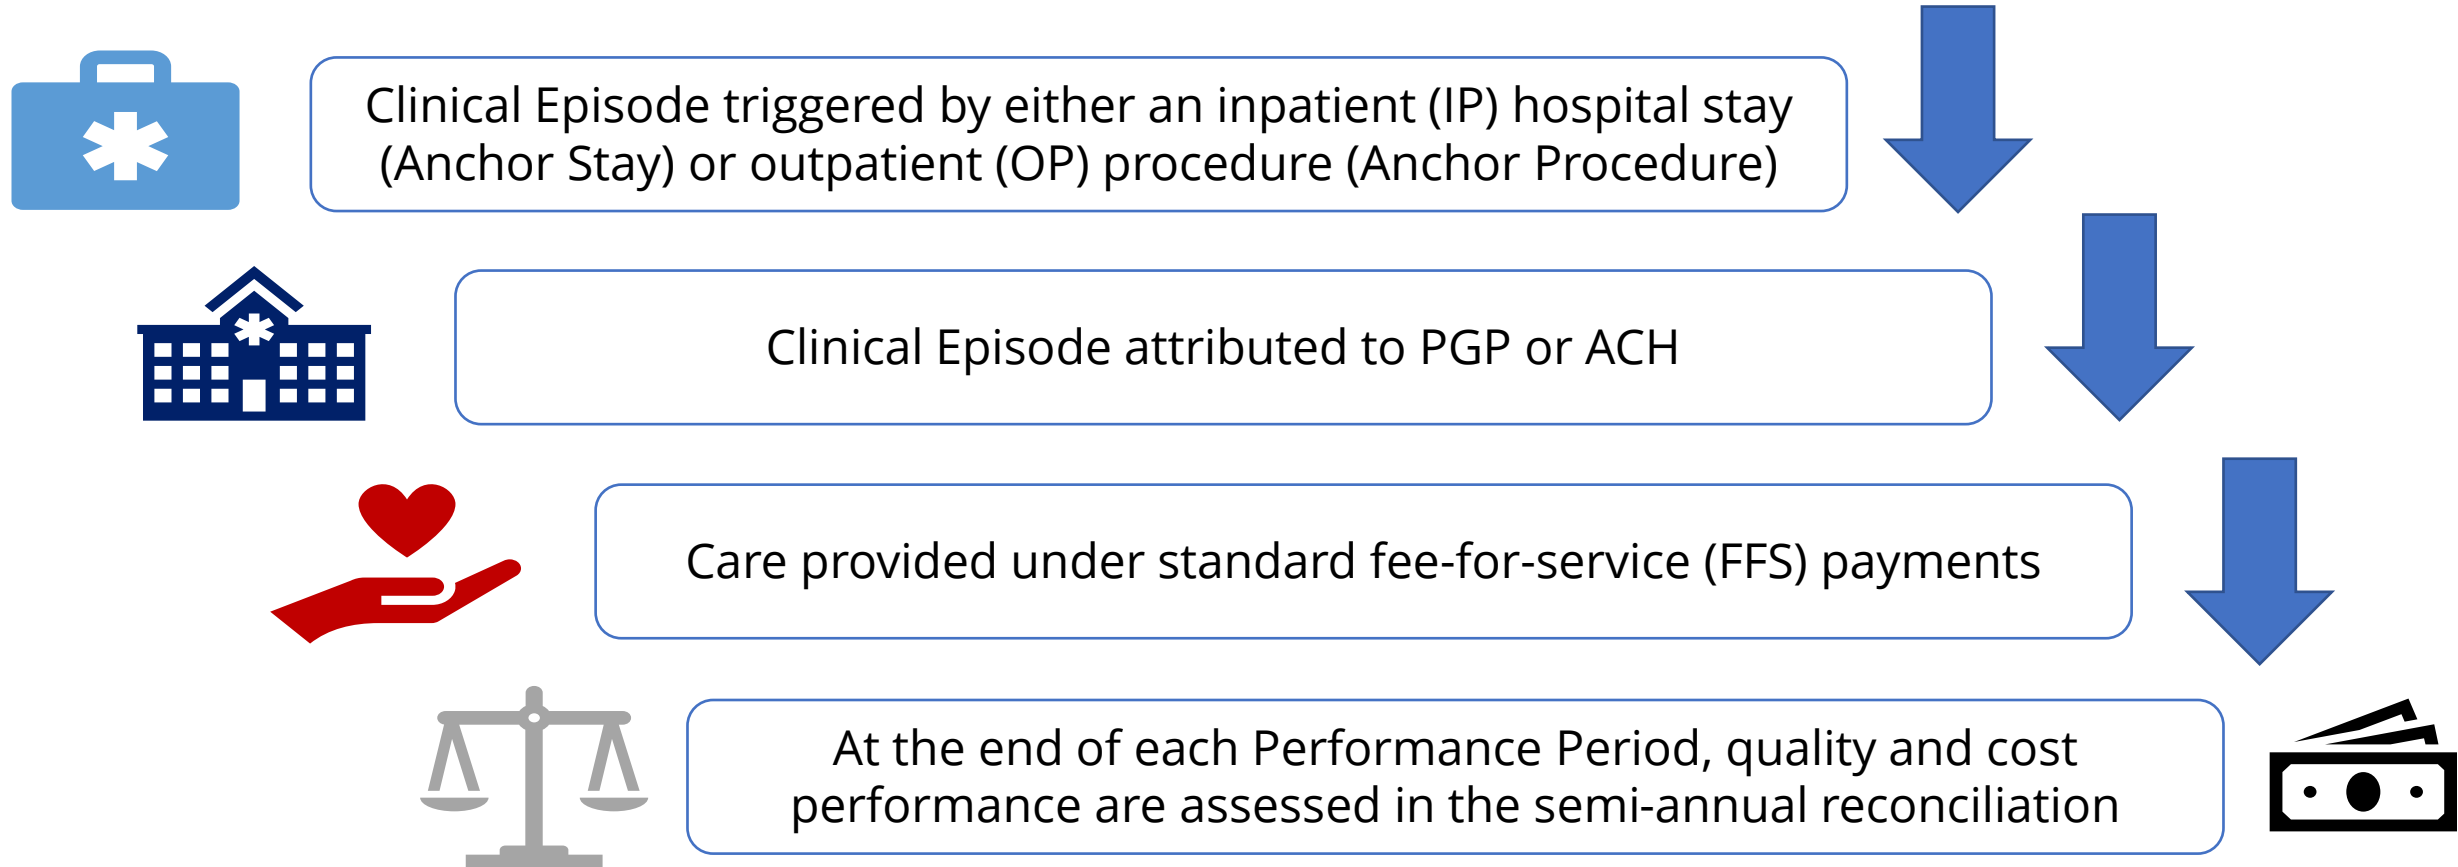 Clinical Episode triggered by either an inpatient (IP) hospital stay
(Anchor Stay) or outpatient (OP) procedure (Anchor Procedure)
Clinical Episode attributed to PGP or ACH
Care provided under standard fee-for-service (FFS) payments
At the end of each Performance Period, quality and cost
performance are assessed in the semi-annual reconciliation